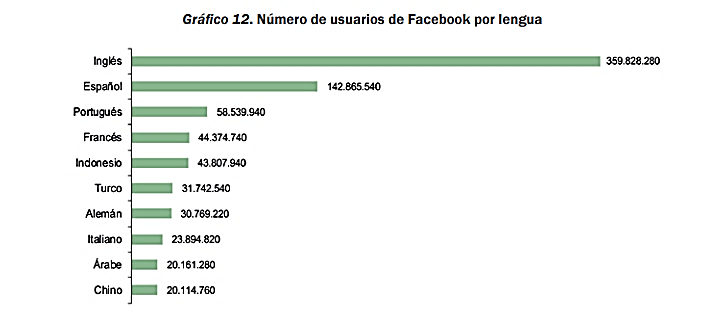 Gráfico 12. Número de usuarios de Facebook por lengua
Inglés 359.828.280
Español 142.865.540
Portugués 58.539.940
Francés 44.374.740
Indonesio 43.807.940
Turco 31.742.540
Alemán 30.769.220
Italiano 23.894.820
Árabe 20.161.280
Chino 20.114.760